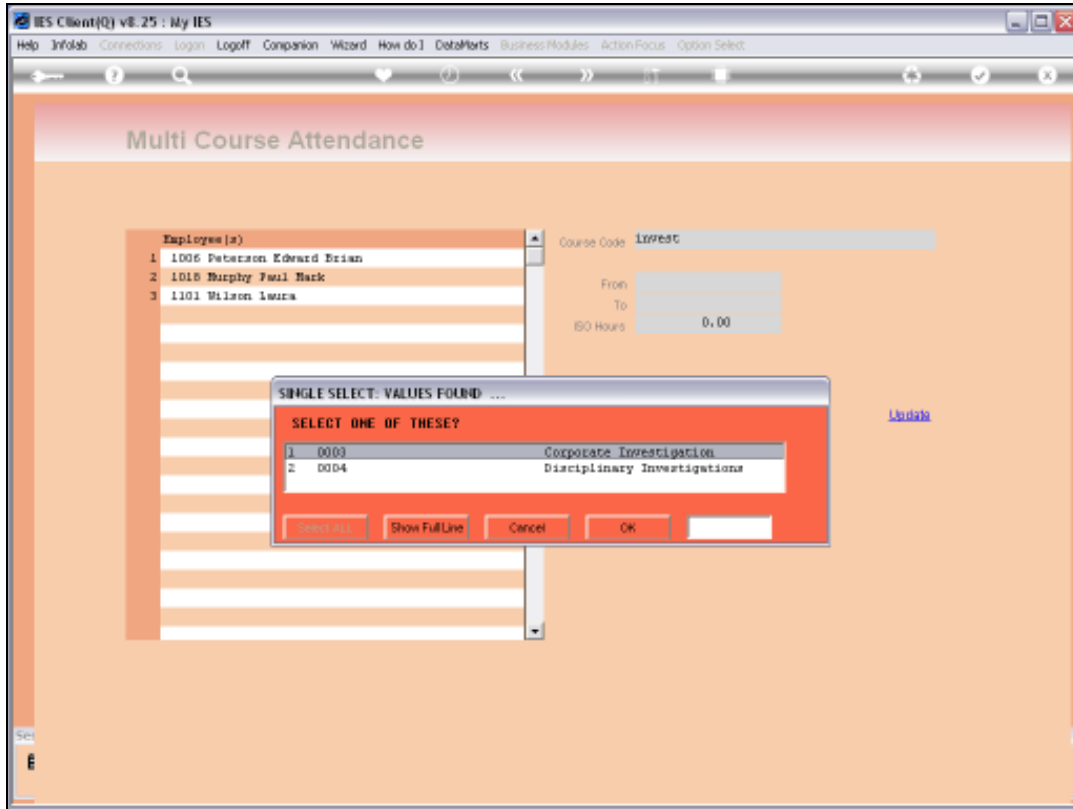 IES Client(Q) v8.25 : My IES
Help Infolab Connections Logon Logoff Companion Wizard How do I DataMarts Business Modules Action Focus Option Select
Multi Course Attendance
Employee(s)
1 1006 Peterson Edward Brian
2 1018 Murphy Paul Mark
3 1101 Wilson Laura
Course Code invest
From
To
ISO Hours 0.00
Update
SINGLE SELECT: VALUES FOUND ...
SELECT ONE OF THESE?
1 0003 Corporate Investigation
2 0004 Disciplinary Investigations
Select ALL Show Full Line Cancel OK